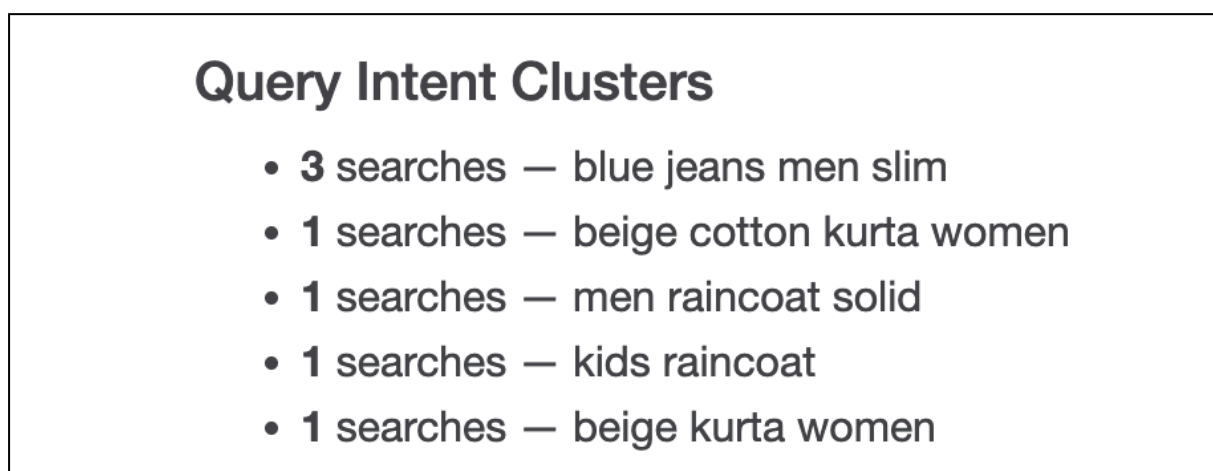 Query Intent Clusters
• 3 searches — blue jeans men slim
• 1 searches — beige cotton kurta women
• 1 searches — men raincoat solid
• 1 searches — kids raincoat
• 1 searches — beige kurta women